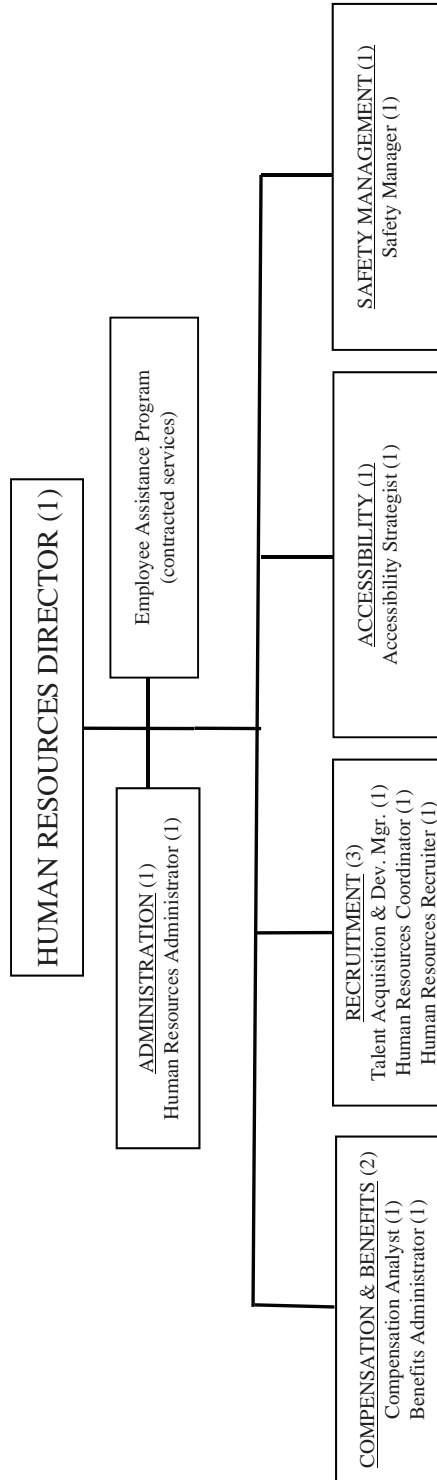 HUMAN RESOURCES DIRECTOR (1)
ADMINISTRATION (1)
Human Resources Administrator (1)
Employee Assistance Program
(contracted services)
COMPENSATION & BENEFITS (2)
Compensation Analyst (1)
Benefits Administrator (1)
RECRUITMENT (3)
Talent Acquisition & Dev. Mgr. (1)
Human Resources Coordinator (1)
Human Resources Recruiter (1)
ACCESSIBILITY (1)
Accessibility Strategist (1)
SAFETY MANAGEMENT (1)
Safety Manager (1)